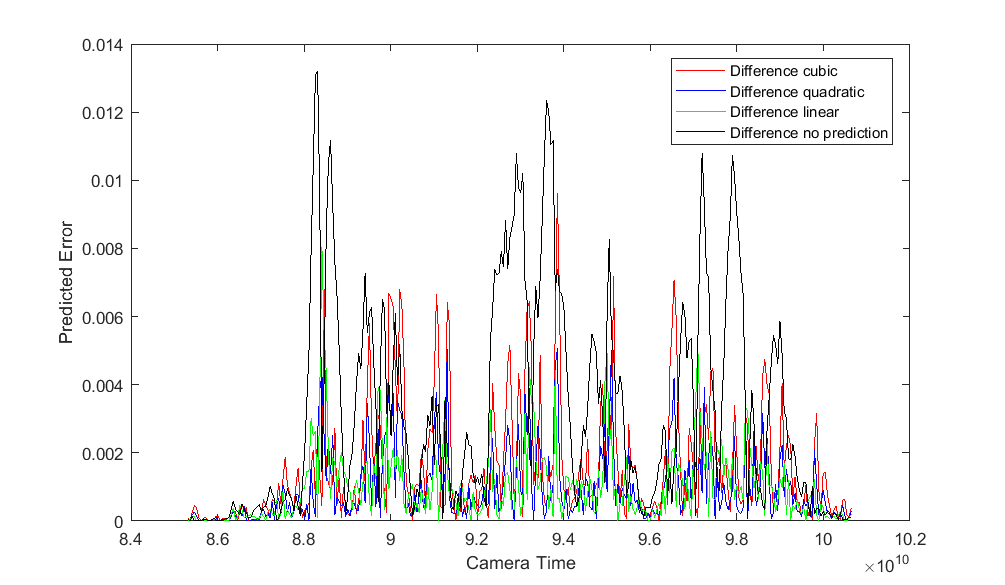 0.014
0.012
0.01
0.008
0.006
0.004
0.002
0
Predicted Error
Difference cubic
Difference quadratic
Difference linear
Difference no prediction
8.4 8.6 8.8 9 9.2 9.4 9.6 9.8 10 10.2
Camera Time
×10^10